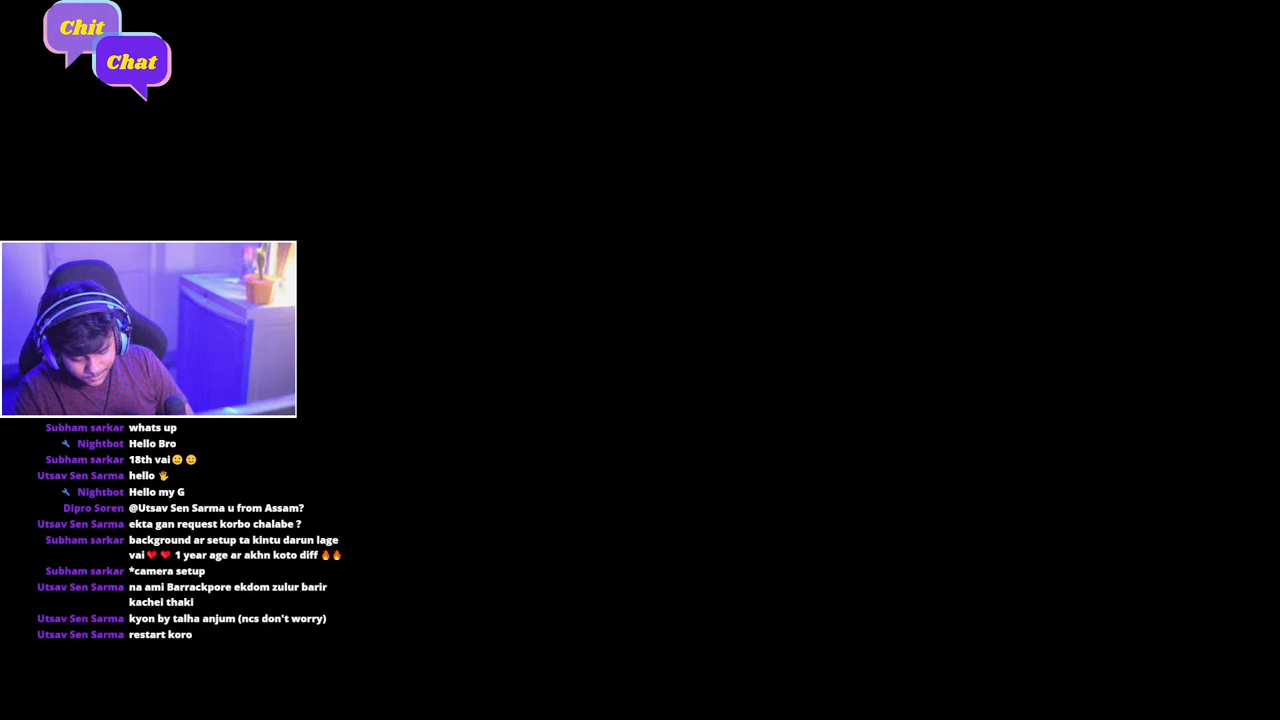 Chit
Chat
Subham sarkar whats up
Nightbot Hello Bro
Subham sarkar 18th vai🙂🙂
Utsav Sen Sarma hello 🖐
Nightbot Hello my G
Dipro Soren @Utsav Sen Sarma u from Assam?
Utsav Sen Sarma ekta gan request korbo chalabe ?
Subham sarkar background ar setup ta kintu darun lage
vai❤️❤️ 1 year age ar akhn koto diff 🔥🔥
Subham sarkar *camera setup
Utsav Sen Sarma na ami Barrackpore ekdom zulur barir
kachei thaki
Utsav Sen Sarma kyon by talha anjum (ncs don't worry)
Utsav Sen Sarma restart koro